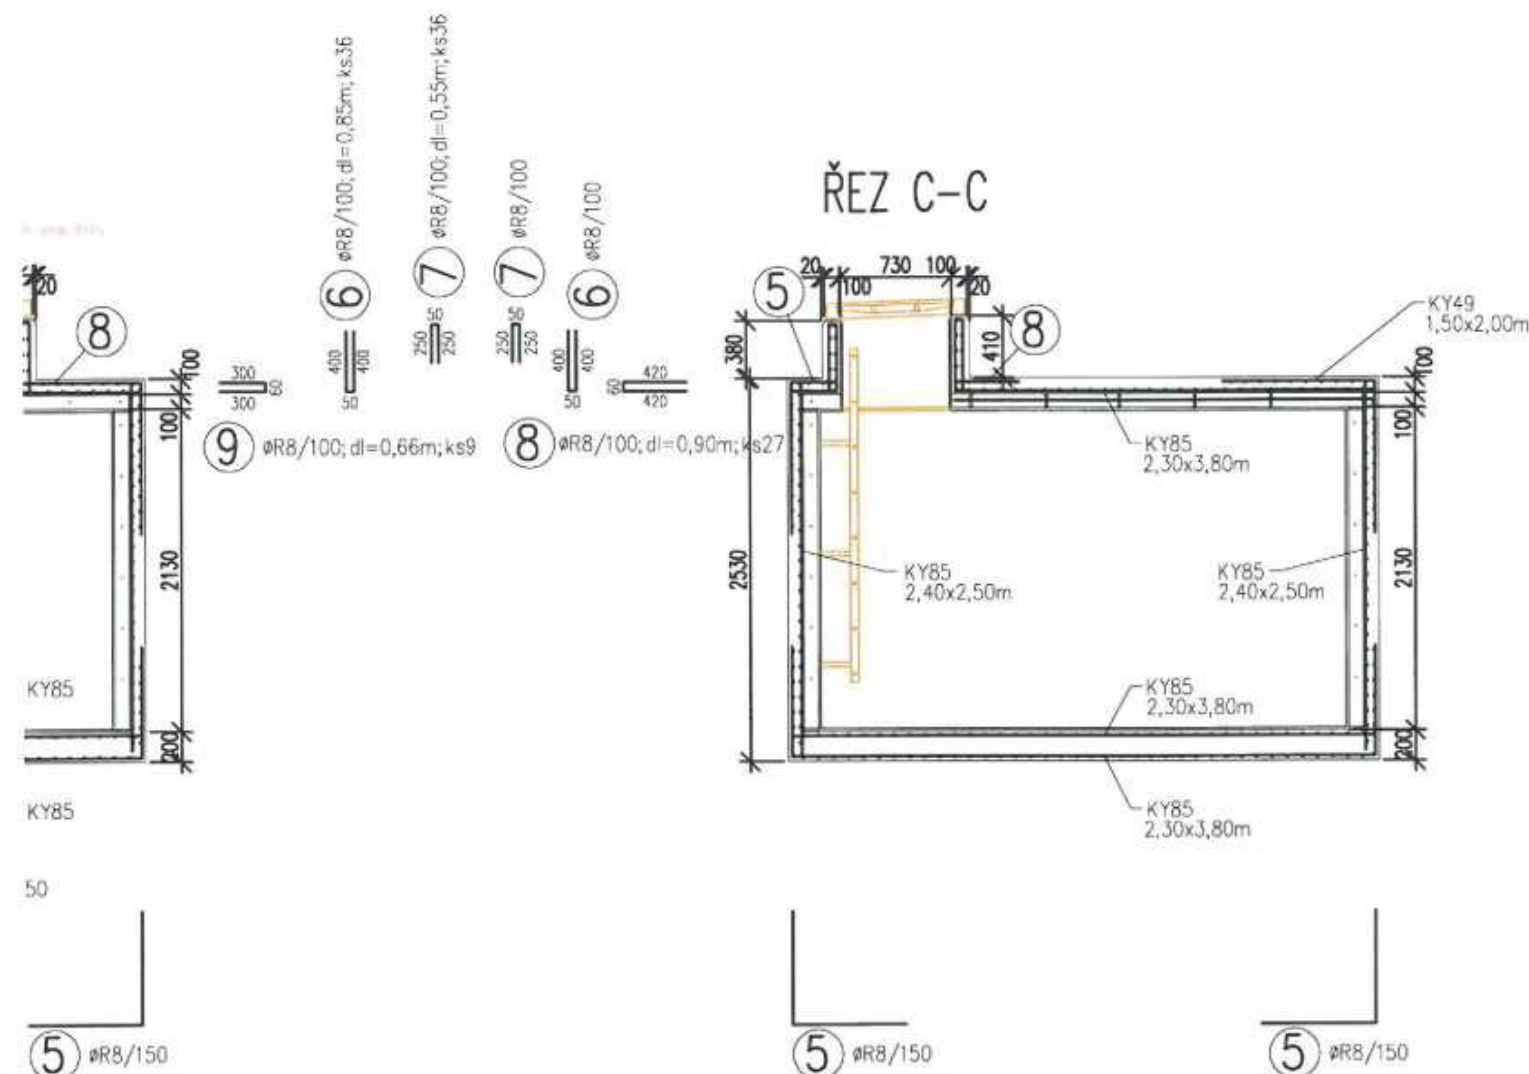 ŘEZ C-C
⑥ øR8/100; dl=0,85m; ks36
⑦ øR8/100; dl=0,55m; ks36
⑦ øR8/100
⑥ øR8/100
20
8
100
100
2130
200
KY85
KY85
50
300
60
300
400
400
50
50
250
250
50
250
250
400
400
50
420
60
420
⑨ øR8/100; dl=0,66m; ks9
⑧ øR8/100; dl=0,90m; ks27
5
20
100
730
100
20
8
410
380
2530
KY49
1,50x2,00m
100
100
2130
200
KY85
2,30x3,80m
KY85
2,40x2,50m
KY85
2,40x2,50m
KY85
2,30x3,80m
KY85
2,30x3,80m
⑤ øR8/150
⑤ øR8/150
⑤ øR8/150